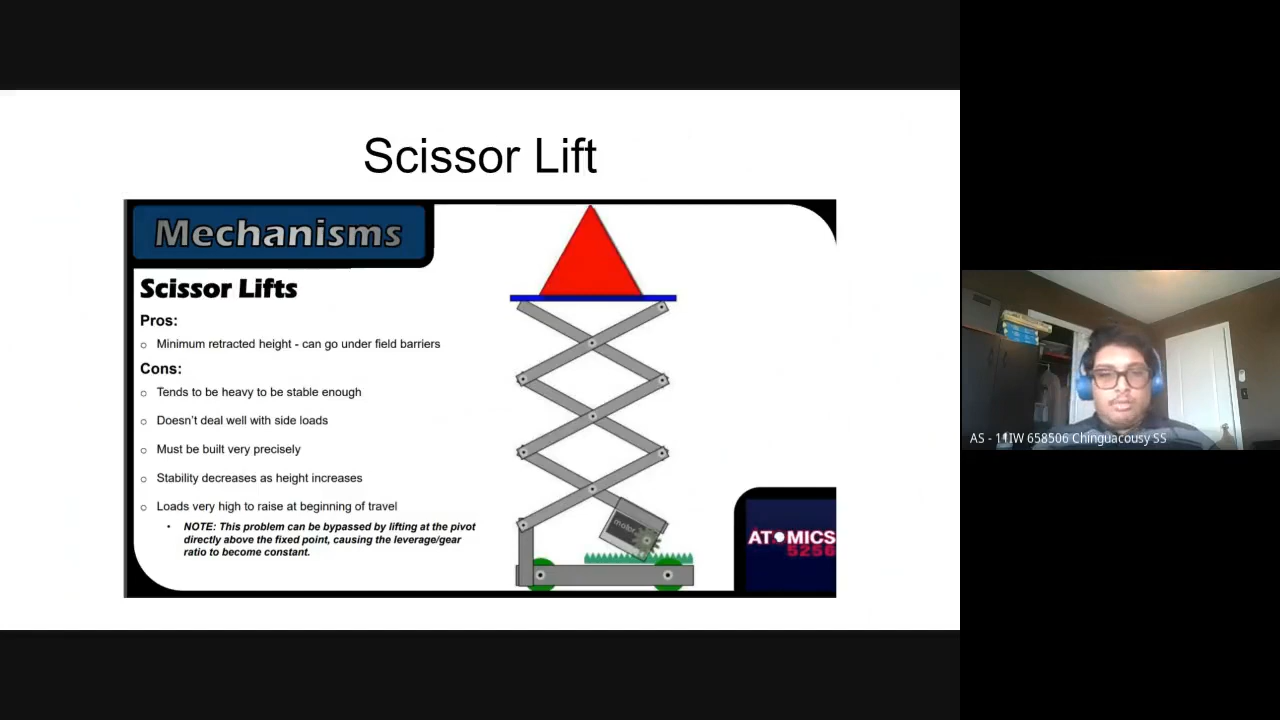 Scissor Lift
Mechanisms
Scissor Lifts
Pros:
Minimum retracted height - can go under field barriers
Cons:
Tends to be heavy to be stable enough
Doesn't deal well with side loads
Must be built very precisely
Stability decreases as height increases
Loads very high to raise at beginning of travel
NOTE: This problem can be bypassed by lifting at the pivot
directly above the fixed point, causing the leverage/gear
ratio to become constant.
motor
ATOMICS
5256
AS - 11IW 658506 Chinguacousy SS